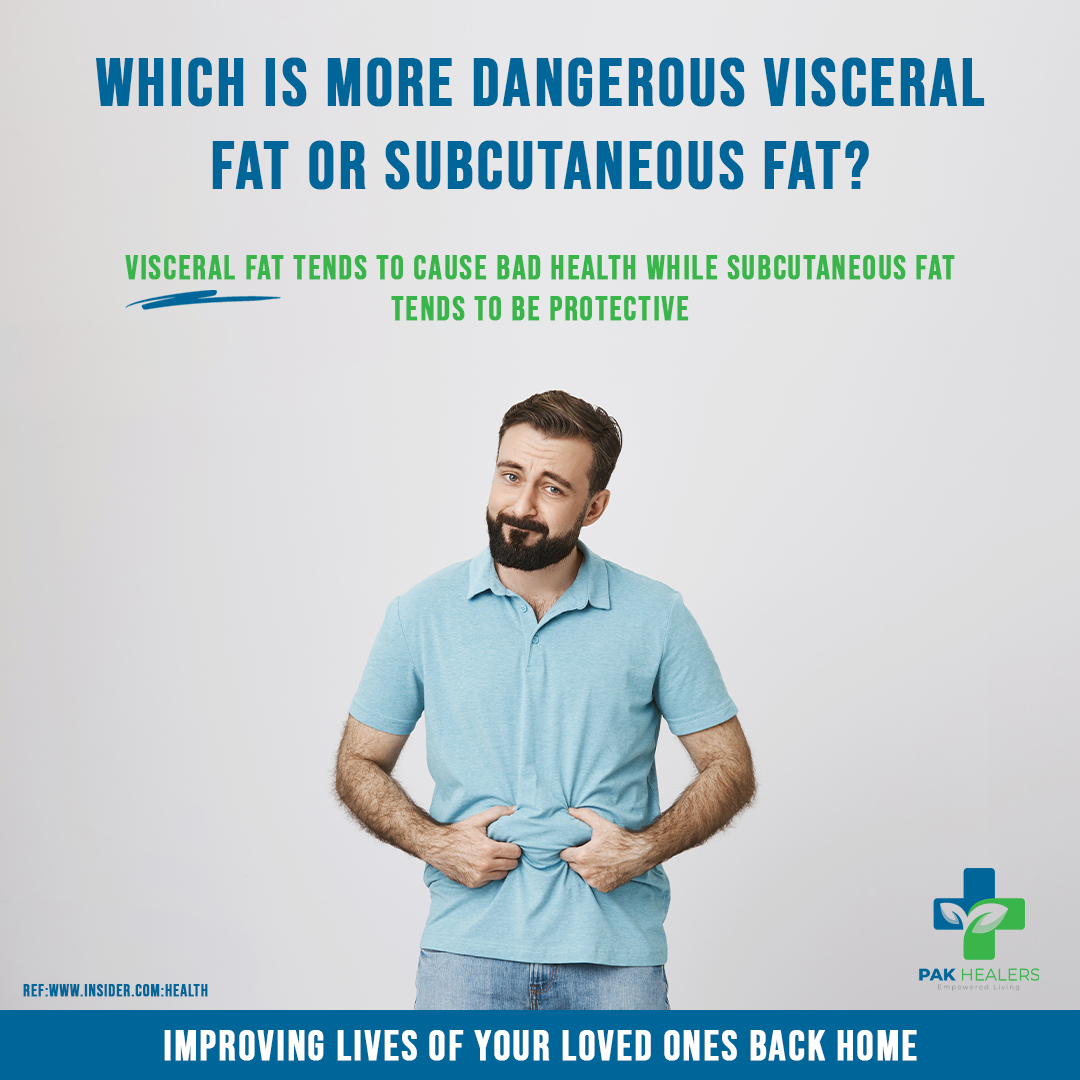 WHICH IS MORE DANGEROUS VISCERAL
FAT OR SUBCUTANEOUS FAT?
VISCERAL FAT TENDS TO CAUSE BAD HEALTH WHILE SUBCUTANEOUS FAT
TENDS TO BE PROTECTIVE
PAK HEALERS
Empowered Living
REF:WWW.INSIDER.COM:HEALTH
IMPROVING LIVES OF YOUR LOVED ONES BACK HOME